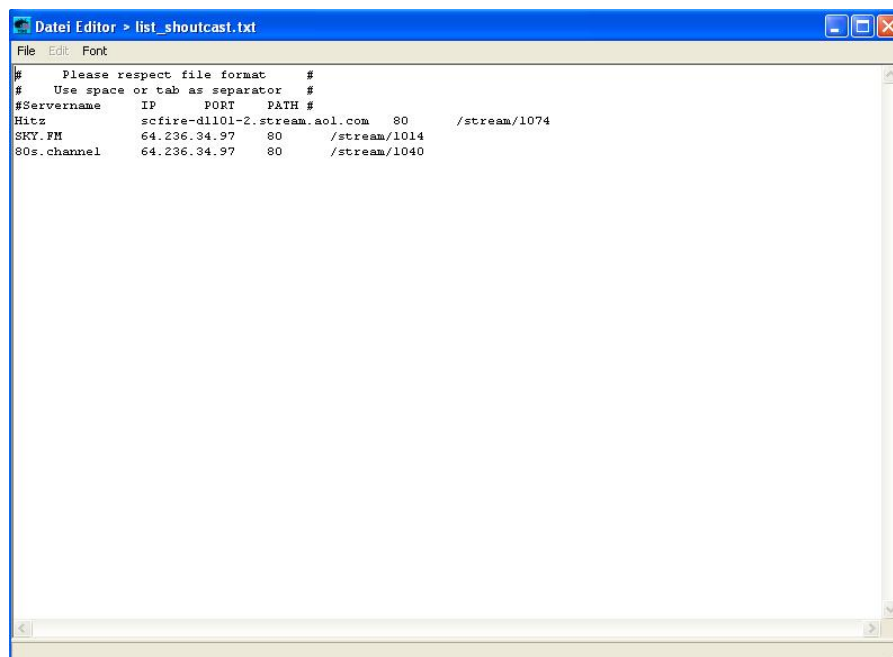 Datei Editor > list_shoutcast.txt
File Edit Font
#     Please respect file format     #
#    Use space or tab as separator   #
#Servername     IP      PORT    PATH #
Hitz            scfire-dll01-2.stream.aol.com   80      /stream/1074
SKY.FM          64.236.34.97    80      /stream/1014
80s.channel     64.236.34.97    80      /stream/1040